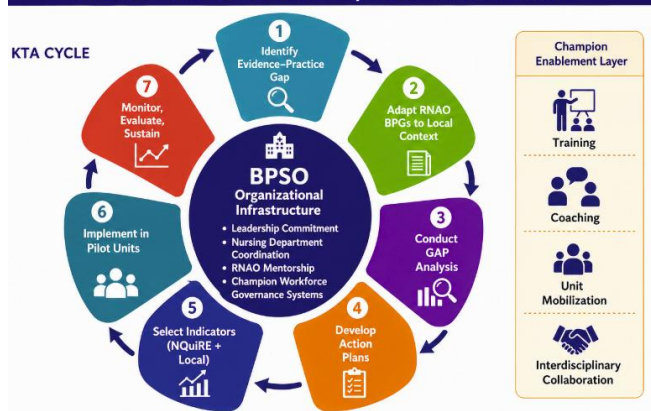 KTA CYCLE
1
Identify
Evidence–Practice
Gap
2
Adapt RNAO
BPGs to Local
Context
3
Conduct
GAP
Analysis
4
Develop
Action
Plans
5
Select Indicators
(NQuiRE +
Local)
6
Implement in
Pilot Units
7
Monitor,
Evaluate,
Sustain
BPSO
Organizational
Infrastructure
• Leadership Commitment
• Nursing Department
Coordination
• RNAO Mentorship
• Champion Workforce
Governance Systems
Champion
Enablement Layer
Training
Coaching
Unit
Mobilization
Interdisciplinary
Collaboration